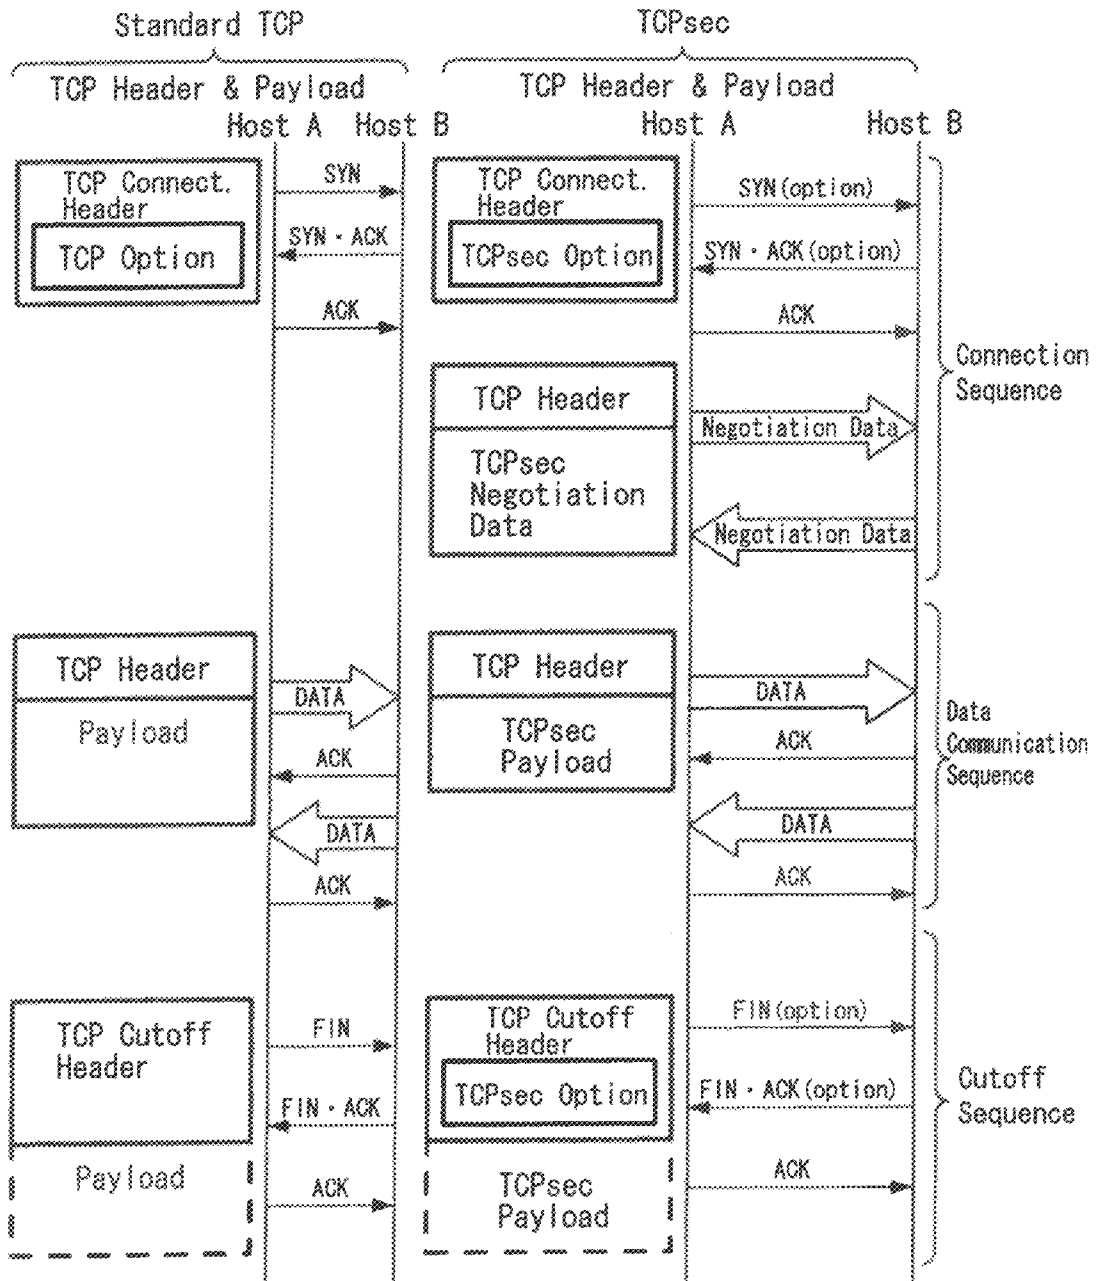 Standard TCP
TCPsec
TCP Header & Payload
TCP Header & Payload
Host A
Host B
Host A
Host B
TCP Connect.
Header
TCP Option
SYN
SYN・ACK
ACK
TCP Connect.
Header
TCPsec Option
SYN(option)
SYN・ACK(option)
ACK
TCP Header
TCPsec
Negotiation
Data
Negotiation Data
Negotiation Data
Connection
Sequence
TCP Header
Payload
DATA
ACK
DATA
ACK
TCP Header
TCPsec
Payload
DATA
ACK
DATA
ACK
Data
Communication
Sequence
TCP Cutoff
Header
Payload
FIN
FIN・ACK
ACK
TCP Cutoff
Header
TCPsec Option
TCPsec
Payload
FIN(option)
FIN・ACK(option)
ACK
Cutoff
Sequence